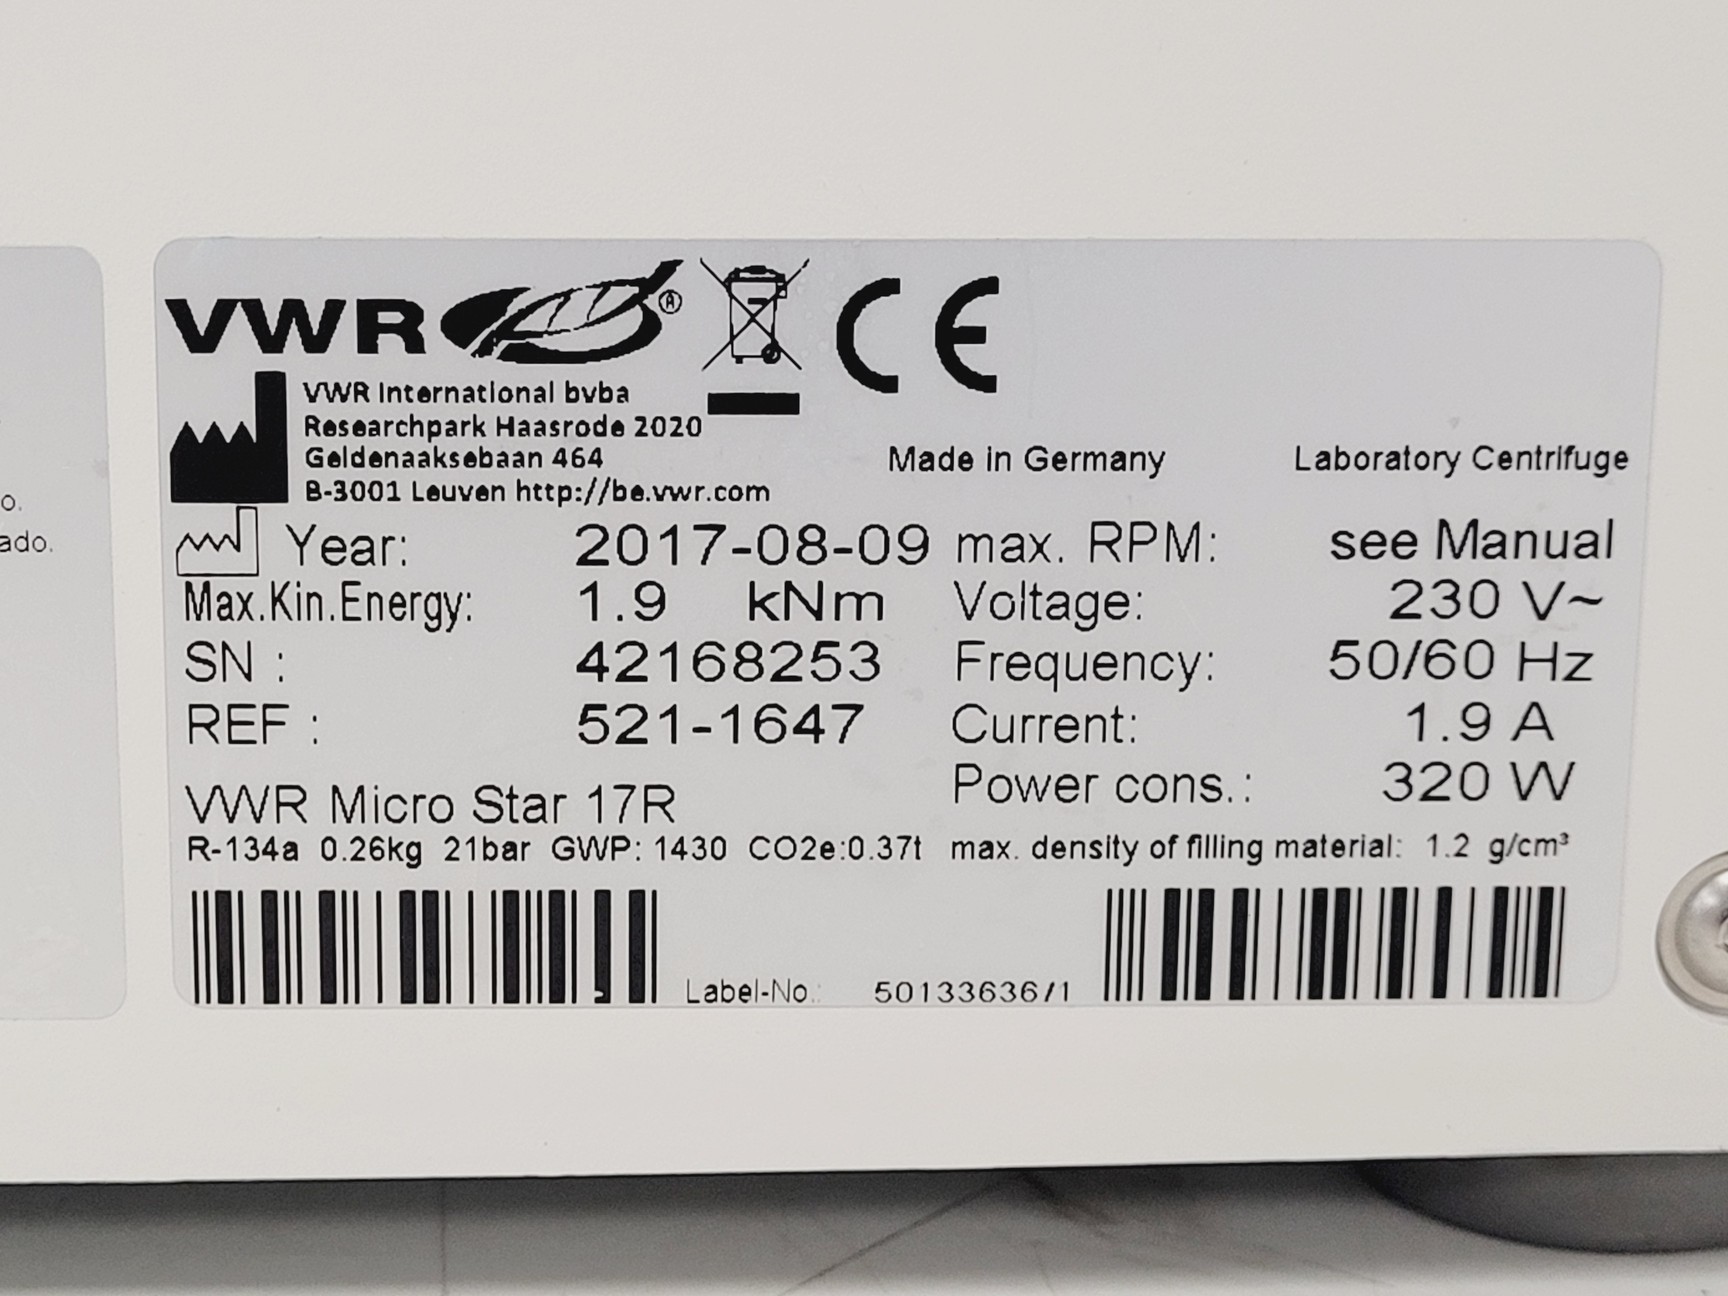 o.
ado.
VWR ®
CE
VWR International bvba
Researchpark Haasrode 2020
Geldenaaksebaan 464
B-3001 Leuven http://be.vwr.com
Made in Germany
Laboratory Centrifuge
Year: 2017-08-09
max. RPM: see Manual
Max.Kin.Energy: 1.9 kNm
Voltage: 230 V~
SN : 42168253
Frequency: 50/60 Hz
REF : 521-1647
Current: 1.9 A
Power cons.: 320 W
VWR Micro Star 17R
R-134a 0.26kg 21bar GWP: 1430 CO2e:0.37t max. density of filling material: 1.2 g/cm³
Label-No.: 50133636/1